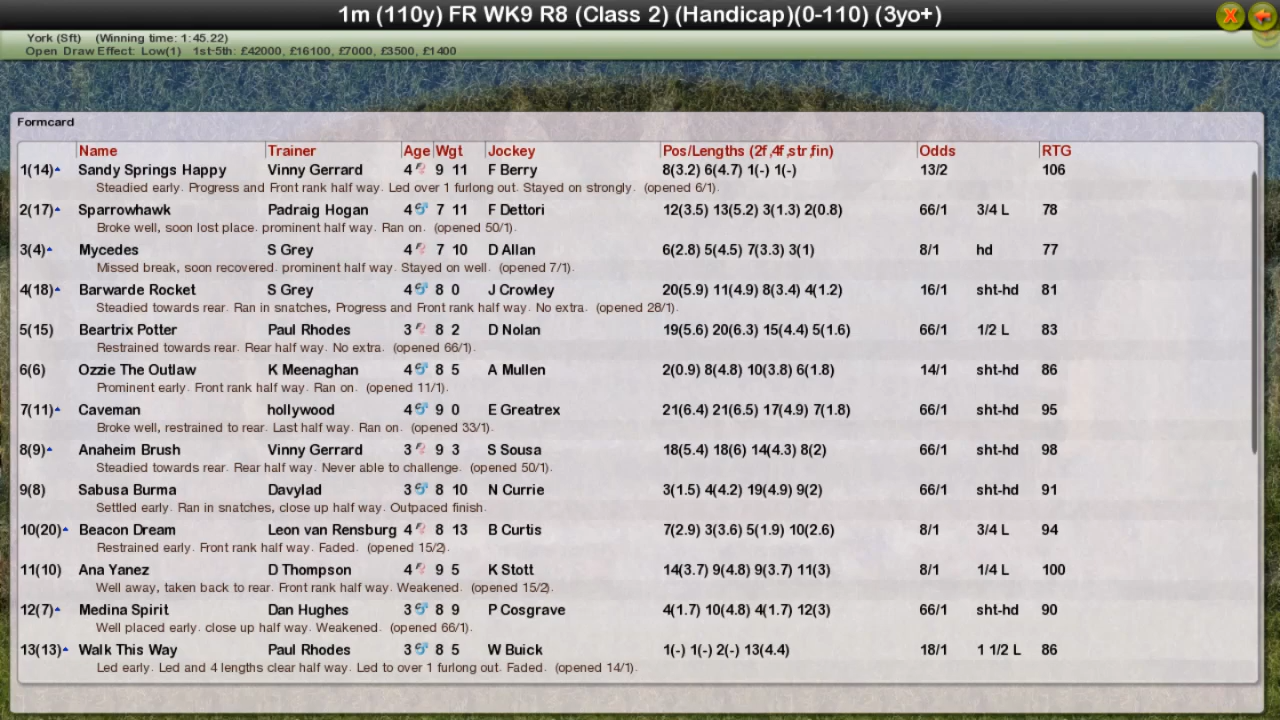 1m (110y) FR WK9 R8 (Class 2) (Handicap)(0-110) (3yo+)
York (Sft) (Winning time: 1:45.22)
Open Draw Effect: Low(1) 1st-5th: £42000, £16100, £7000, £3500, £1400
Formcard
Name Trainer Age Wgt Jockey Pos/Lengths (2f,4f,str,fin) Odds RTG
1(14) Sandy Springs Happy Vinny Gerrard 4 9 11 F Berry 8(3.2) 6(4.7) 1(-) 1(-) 13/2 106
Steadied early. Progress and Front rank half way. Led over 1 furlong out. Stayed on strongly. (opened 6/1).
2(17) Sparrowhawk Padraig Hogan 4 7 11 F Dettori 12(3.5) 13(5.2) 3(1.3) 2(0.8) 66/1 3/4 L 78
Broke well, soon lost place. prominent half way. Ran on. (opened 50/1).
3(4) Mycedes S Grey 4 7 10 D Allan 6(2.8) 5(4.5) 7(3.3) 3(1) 8/1 hd 77
Missed break, soon recovered. prominent half way. Stayed on well. (opened 7/1).
4(18) Barwarde Rocket S Grey 4 8 0 J Crowley 20(5.9) 11(4.9) 8(3.4) 4(1.2) 16/1 sht-hd 81
Steadied towards rear. Ran in snatches, Progress and Front rank half way. No extra. (opened 28/1).
5(15) Beartrix Potter Paul Rhodes 3 8 2 D Nolan 19(5.6) 20(6.3) 15(4.4) 5(1.6) 66/1 1/2 L 83
Restrained towards rear. Rear half way. No extra. (opened 66/1).
6(6) Ozzie The Outlaw K Meenaghan 4 8 5 A Mullen 2(0.9) 8(4.8) 10(3.8) 6(1.8) 14/1 sht-hd 86
Prominent early. Front rank half way. Ran on. (opened 11/1).
7(11) Caveman hollywood 4 9 0 E Greatrex 21(6.4) 21(6.5) 17(4.9) 7(1.8) 66/1 sht-hd 95
Broke well, restrained to rear. Last half way. Ran on. (opened 33/1).
8(9) Anaheim Brush Vinny Gerrard 3 9 3 S Sousa 18(5.4) 18(6) 14(4.3) 8(2) 66/1 sht-hd 98
Steadied towards rear. Rear half way. Never able to challenge. (opened 50/1).
9(8) Sabusa Burma Davylad 3 8 10 N Currie 3(1.5) 4(4.2) 19(4.9) 9(2) 66/1 sht-hd 91
Settled early. Ran in snatches, close up half way. Outpaced finish.
10(20) Beacon Dream Leon van Rensburg 4 8 13 B Curtis 7(2.9) 3(3.6) 5(1.9) 10(2.6) 8/1 3/4 L 94
Restrained early. Front rank half way. Faded. (opened 15/2).
11(10) Ana Yanez D Thompson 4 9 5 K Stott 14(3.7) 9(4.8) 9(3.7) 11(3) 8/1 1/4 L 100
Well away, taken back to rear. Front rank half way. Weakened. (opened 15/2).
12(7) Medina Spirit Dan Hughes 3 8 9 P Cosgrave 4(1.7) 10(4.8) 4(1.7) 12(3) 66/1 sht-hd 90
Well placed early. close up half way. Weakened. (opened 66/1).
13(13) Walk This Way Paul Rhodes 3 8 5 W Buick 1(-) 1(-) 2(-) 13(4.4) 18/1 1 1/2 L 86
Led early. Led and 4 lengths clear half way. Led to over 1 furlong out. Faded. (opened 14/1).